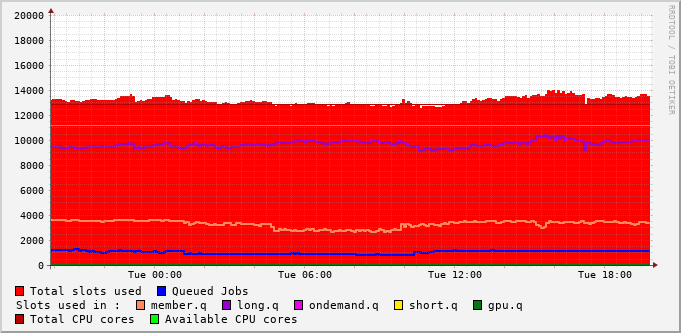 20000
18000
16000
14000
12000
10000
8000
6000
4000
2000
0
Tue 00:00 Tue 06:00 Tue 12:00 Tue 18:00
RRDTOOL / TOBI OETIKER
Total slots used Queued Jobs
Slots used in : member.q long.q ondemand.q short.q gpu.q
Total CPU cores Available CPU cores